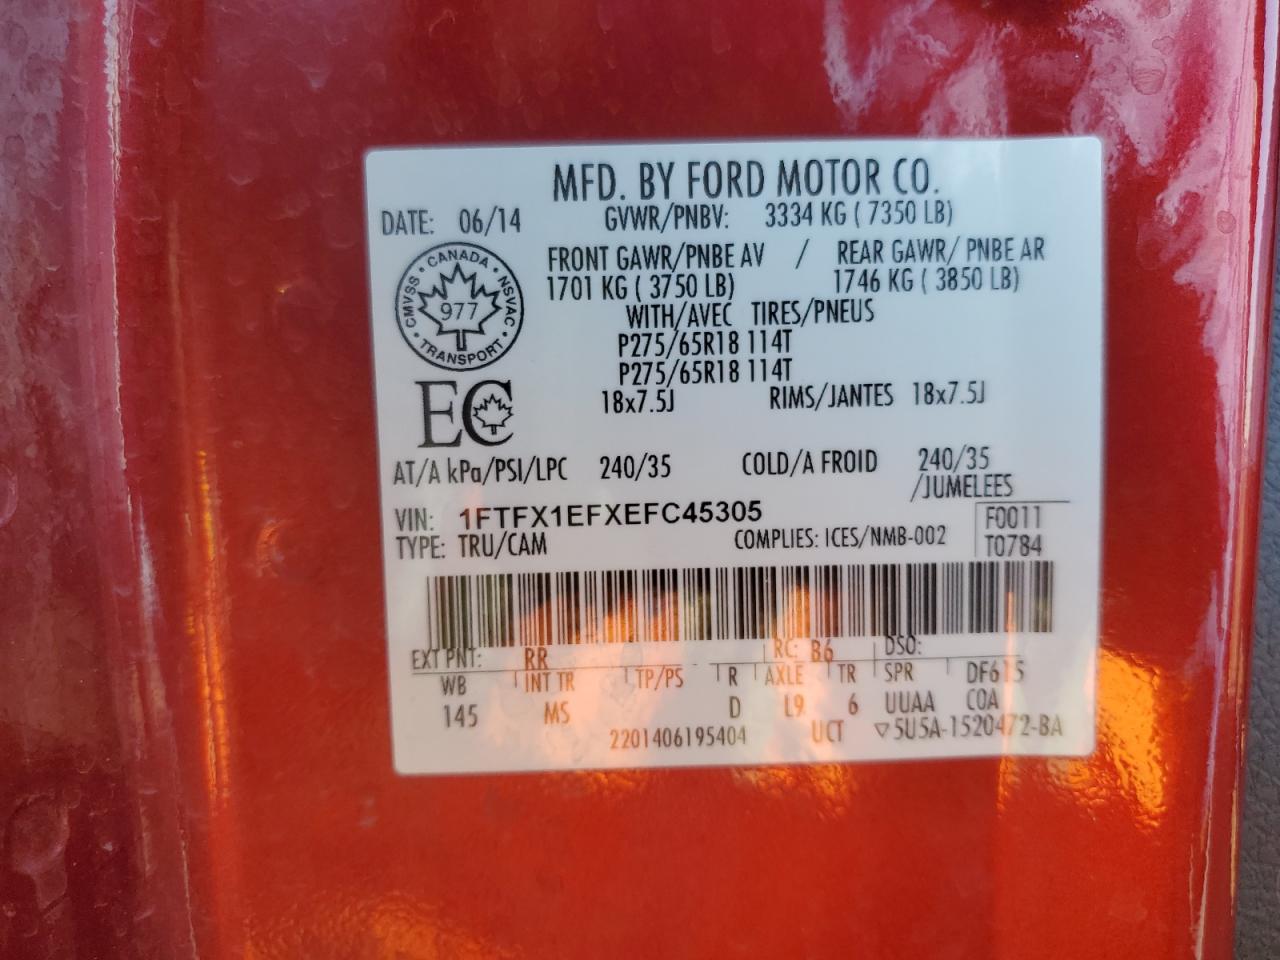 MFD. BY FORD MOTOR CO.
DATE: 06/14 GVWR/PNBV: 3334 KG ( 7350 LB)
FRONT GAWR/PNBE AV / REAR GAWR/ PNBE AR
1701 KG ( 3750 LB) 1746 KG ( 3850 LB)
CMVSS · CANADA · NSVAC · TRANSPORT ·
977
WITH/AVEC TIRES/PNEUS
P275/65R18 114T
P275/65R18 114T
EC
18x7.5J RIMS/JANTES 18x7.5J
AT/A kPa/PSI/LPC 240/35 COLD/A FROID 240/35
/JUMELEES
VIN: 1FTFX1EFXEFC45305 F0011
TYPE: TRU/CAM COMPLIES: ICES/NMB-002 T0784
EXT PNT: RR RC: B6 DSO:
WB INT TR TP/PS R AXLE TR SPR DF615
145 MS D L9 6 UUAA COA
2201406195404 UCT ▽5U5A-1520472-BA